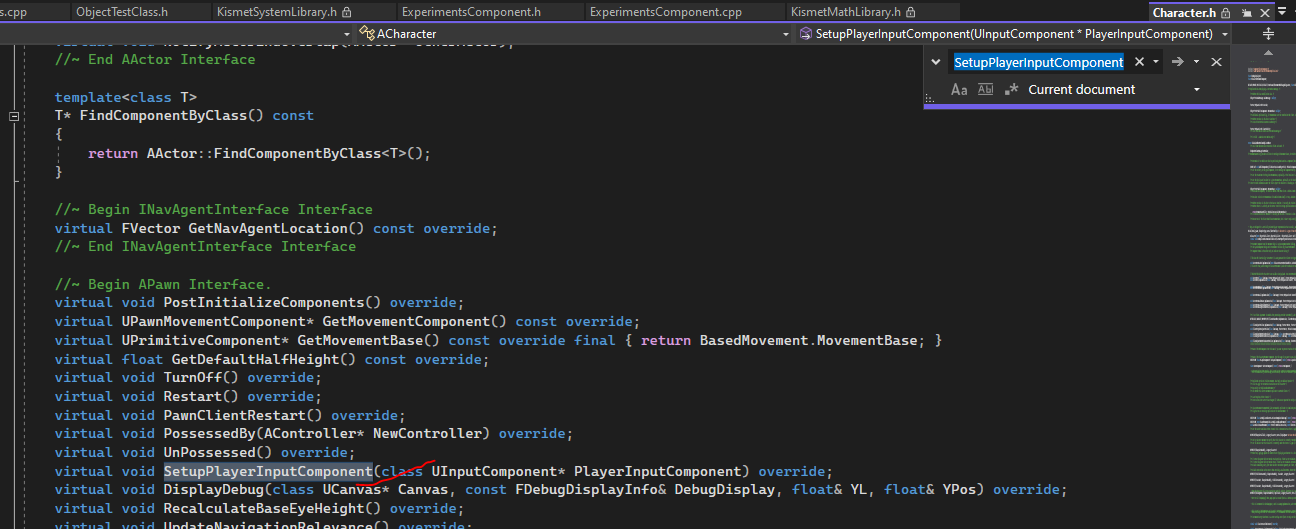 s.cpp ObjectTestClass.h KismetSystemLibrary.h ExperimentsComponent.h ExperimentsComponent.cpp KismetMathLibrary.h Character.h
ACharacter SetupPlayerInputComponent(UInputComponent * PlayerInputComponent)
SetupPlayerInputComponent
Aa Ab .* Current document
//~ End AActor Interface
template<class T>
T* FindComponentByClass() const
{
return AActor::FindComponentByClass<T>();
}
//~ Begin INavAgentInterface Interface
virtual FVector GetNavAgentLocation() const override;
//~ End INavAgentInterface Interface
//~ Begin APawn Interface.
virtual void PostInitializeComponents() override;
virtual UPawnMovementComponent* GetMovementComponent() const override;
virtual UPrimitiveComponent* GetMovementBase() const override final { return BasedMovement.MovementBase; }
virtual float GetDefaultHalfHeight() const override;
virtual void TurnOff() override;
virtual void Restart() override;
virtual void PawnClientRestart() override;
virtual void PossessedBy(AController* NewController) override;
virtual void UnPossessed() override;
virtual void SetupPlayerInputComponent(class UInputComponent* PlayerInputComponent) override;
virtual void DisplayDebug(class UCanvas* Canvas, const FDebugDisplayInfo& DebugDisplay, float& YL, float& YPos) override;
virtual void RecalculateBaseEyeHeight() override;
virtual void UpdateNavigationRelevance() override;